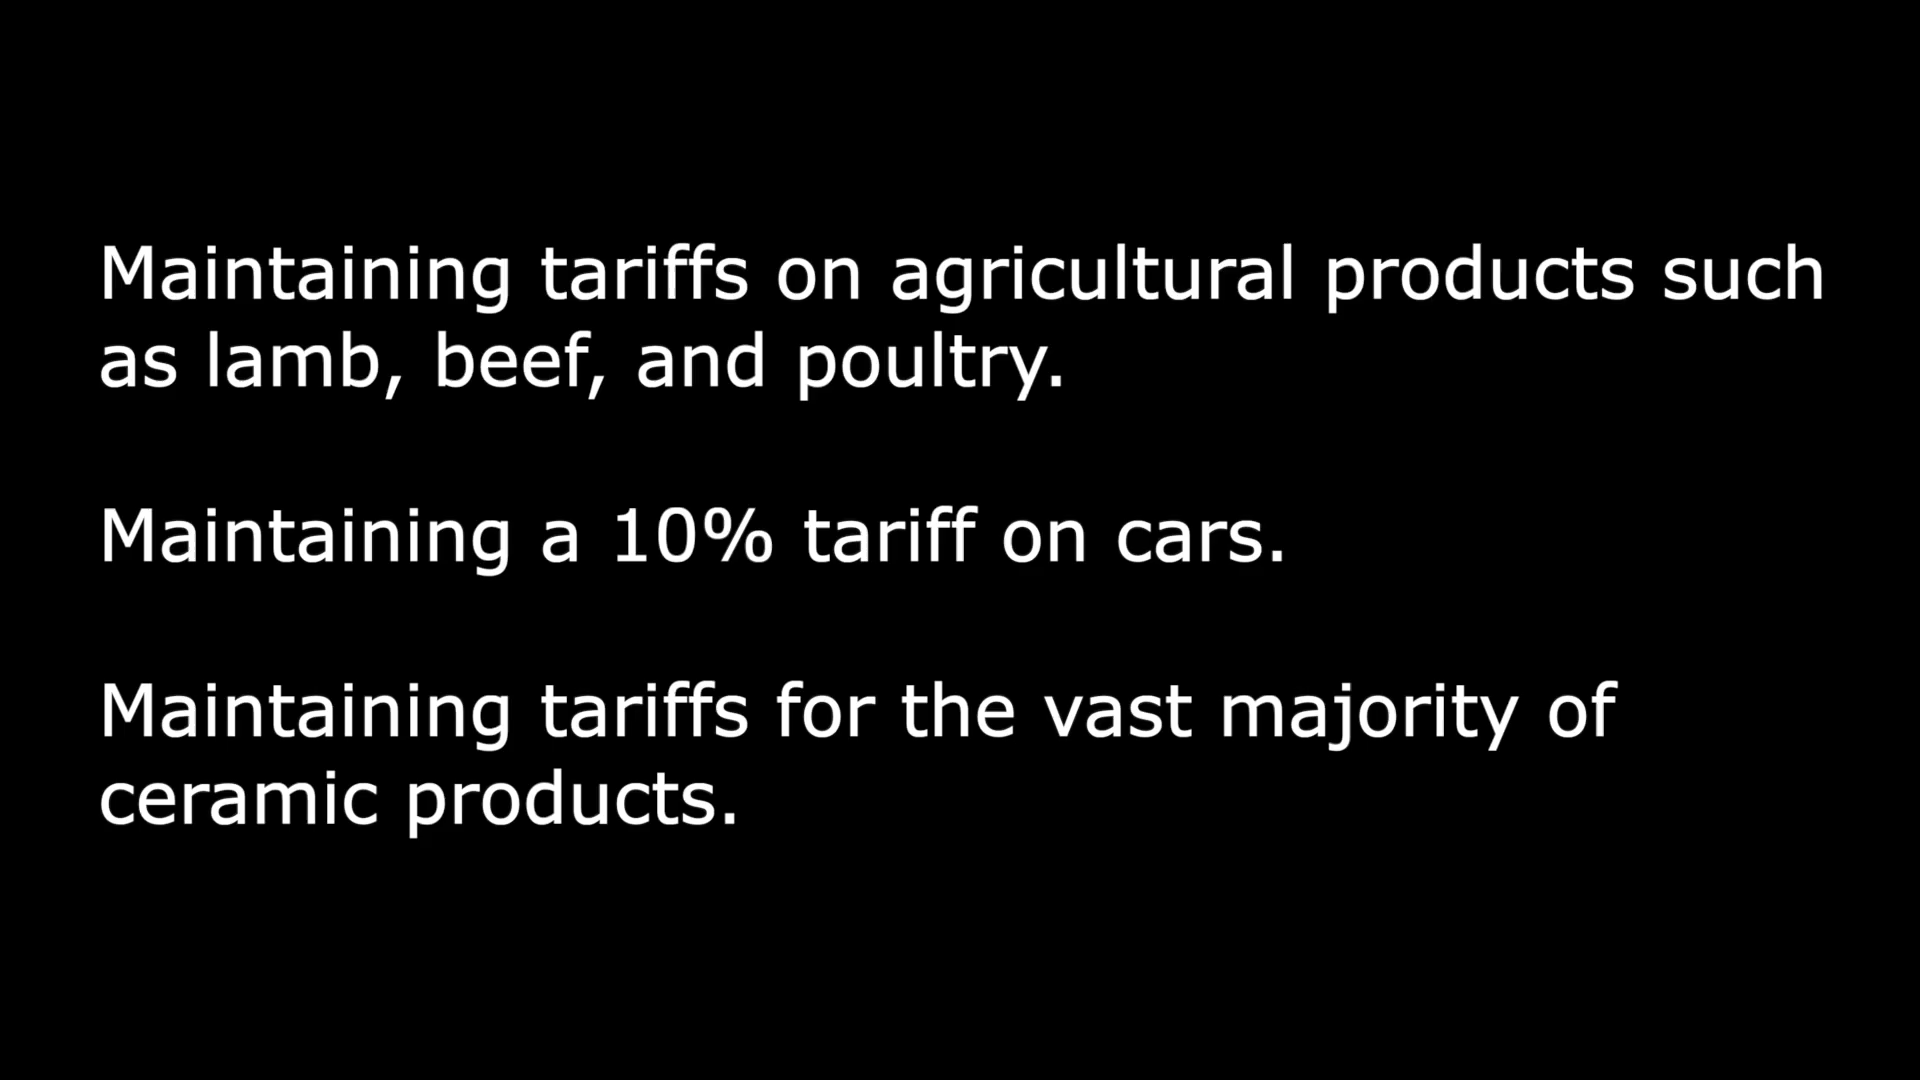 Maintaining tariffs on agricultural products such
as lamb, beef, and poultry.
Maintaining a 10% tariff on cars.
Maintaining tariffs for the vast majority of
ceramic products.